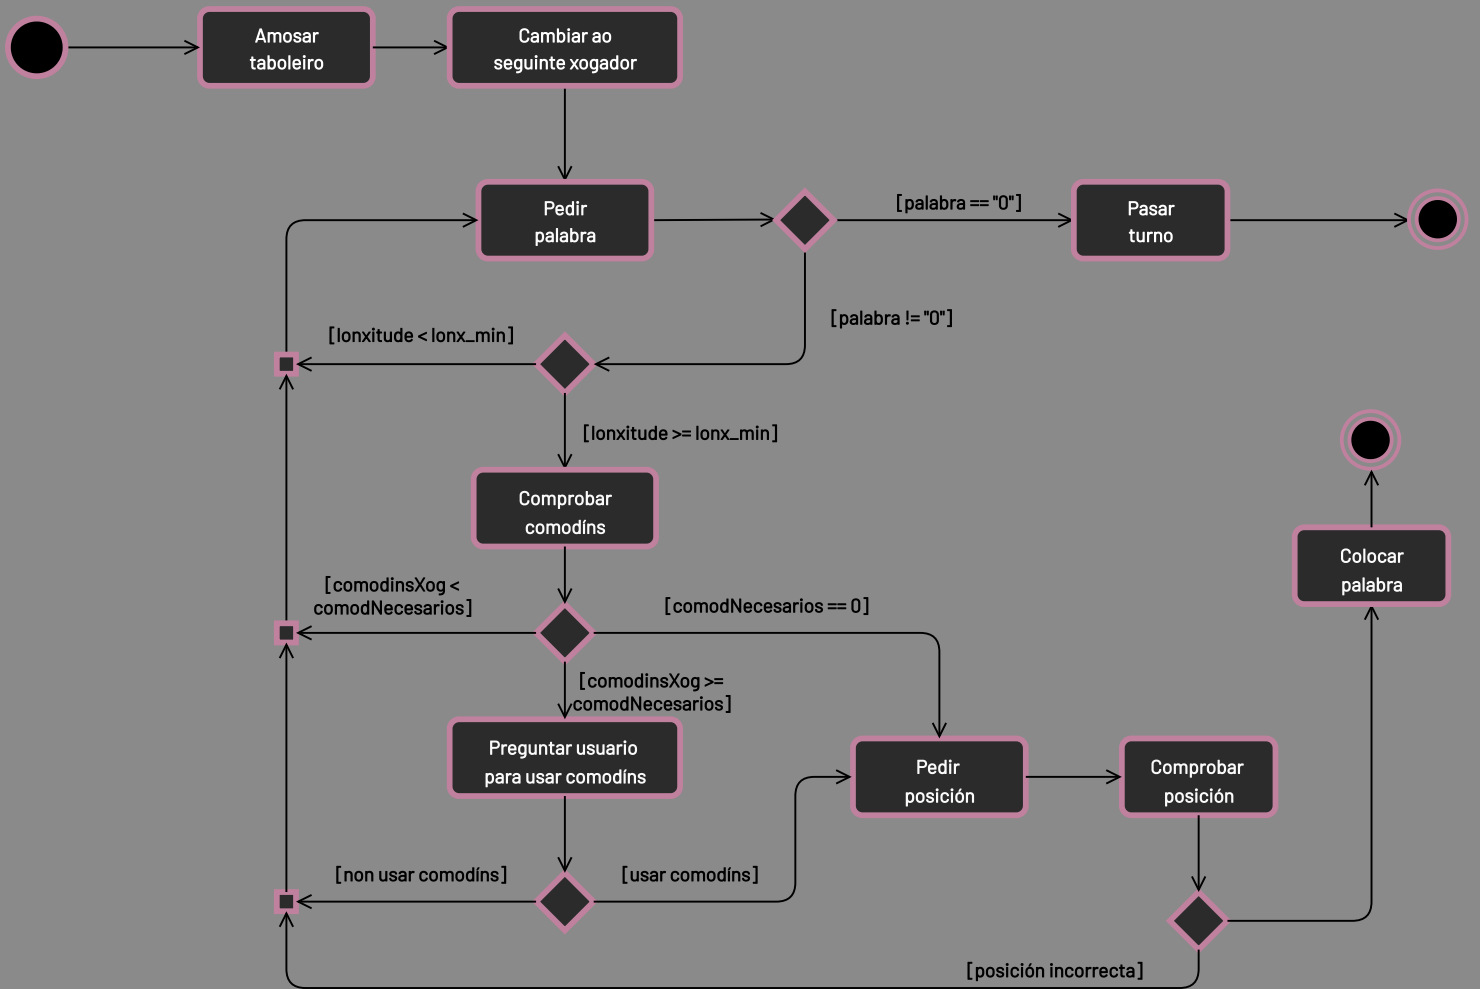 Amosar
taboleiro
Cambiar ao
seguinte xogador
Pedir
palabra
[palabra == "0"]
Pasar
turno
[palabra != "0"]
[lonxitude < lonx_min]
[lonxitude >= lonx_min]
Comprobar
comodíns
[comodinsXog <
comodNecesarios]
[comodNecesarios == 0]
[comodinsXog >=
comodNecesarios]
Colocar
palabra
Preguntar usuario
para usar comodíns
Pedir
posición
Comprobar
posición
[non usar comodíns]
[usar comodíns]
[posición incorrecta]